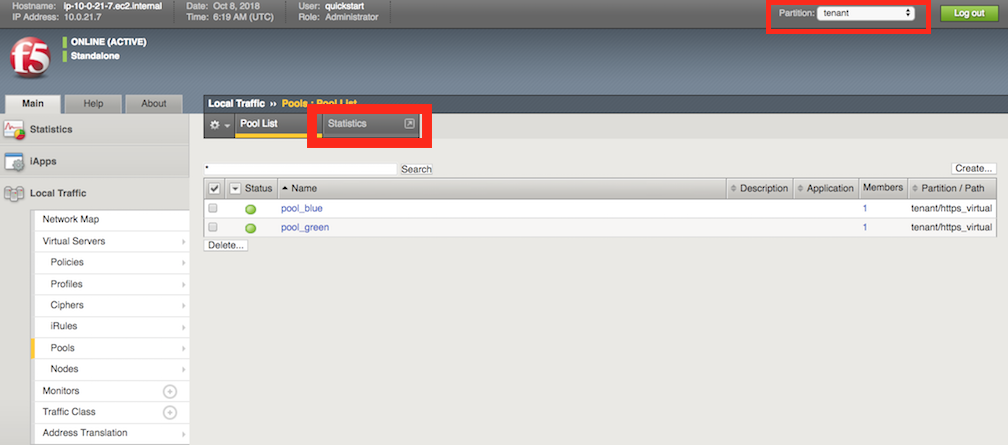 Hostname: ip-10-0-21-7.ec2.internal Date: Oct 8, 2018 User: quickstart
IP Address: 10.0.21.7 Time: 6:19 AM (UTC) Role: Administrator
Partition: tenant Log out
f5
ONLINE (ACTIVE)
Standalone
Main Help About
Local Traffic ›› Pools : Pool List
Pool List Statistics
Statistics
iApps
Local Traffic
Network Map
Virtual Servers
Policies
Profiles
Ciphers
iRules
Pools
Nodes
Monitors
Traffic Class
Address Translation
* Search Create...
Status Name Description Application Members Partition / Path
pool_blue 1 tenant/https_virtual
pool_green 1 tenant/https_virtual
Delete...